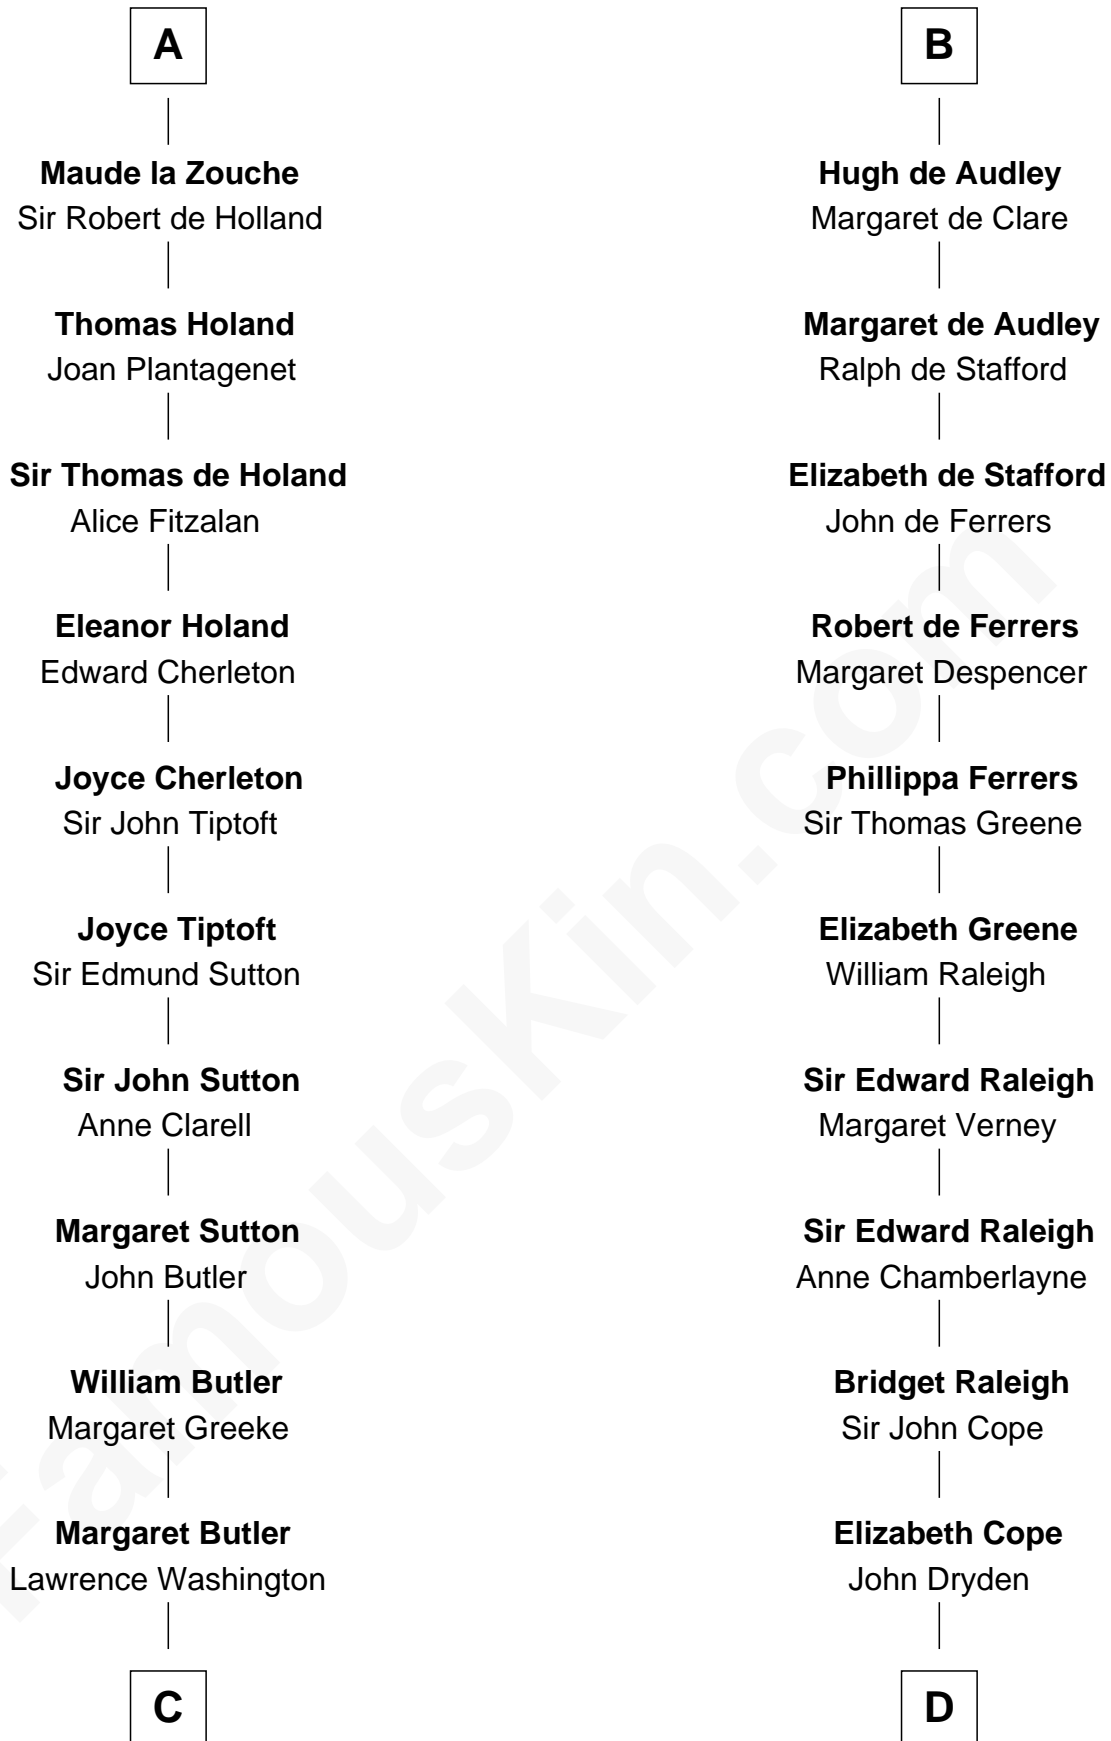 A
Maude la Zouche
Sir Robert de Holland
Thomas Holand
Joan Plantagenet
Sir Thomas de Holand
Alice Fitzalan
Eleanor Holand
Edward Cherleton
Joyce Cherleton
Sir John Tiptoft
Joyce Tiptoft
Sir Edmund Sutton
Sir John Sutton
Anne Clarell
Margaret Sutton
John Butler
William Butler
Margaret Greeke
Margaret Butler
Lawrence Washington
C
B
Hugh de Audley
Margaret de Clare
Margaret de Audley
Ralph de Stafford
Elizabeth de Stafford
John de Ferrers
Robert de Ferrers
Margaret Despencer
Phillippa Ferrers
Sir Thomas Greene
Elizabeth Greene
William Raleigh
Sir Edward Raleigh
Margaret Verney
Sir Edward Raleigh
Anne Chamberlayne
Bridget Raleigh
Sir John Cope
Elizabeth Cope
John Dryden
D
FamousKin.com